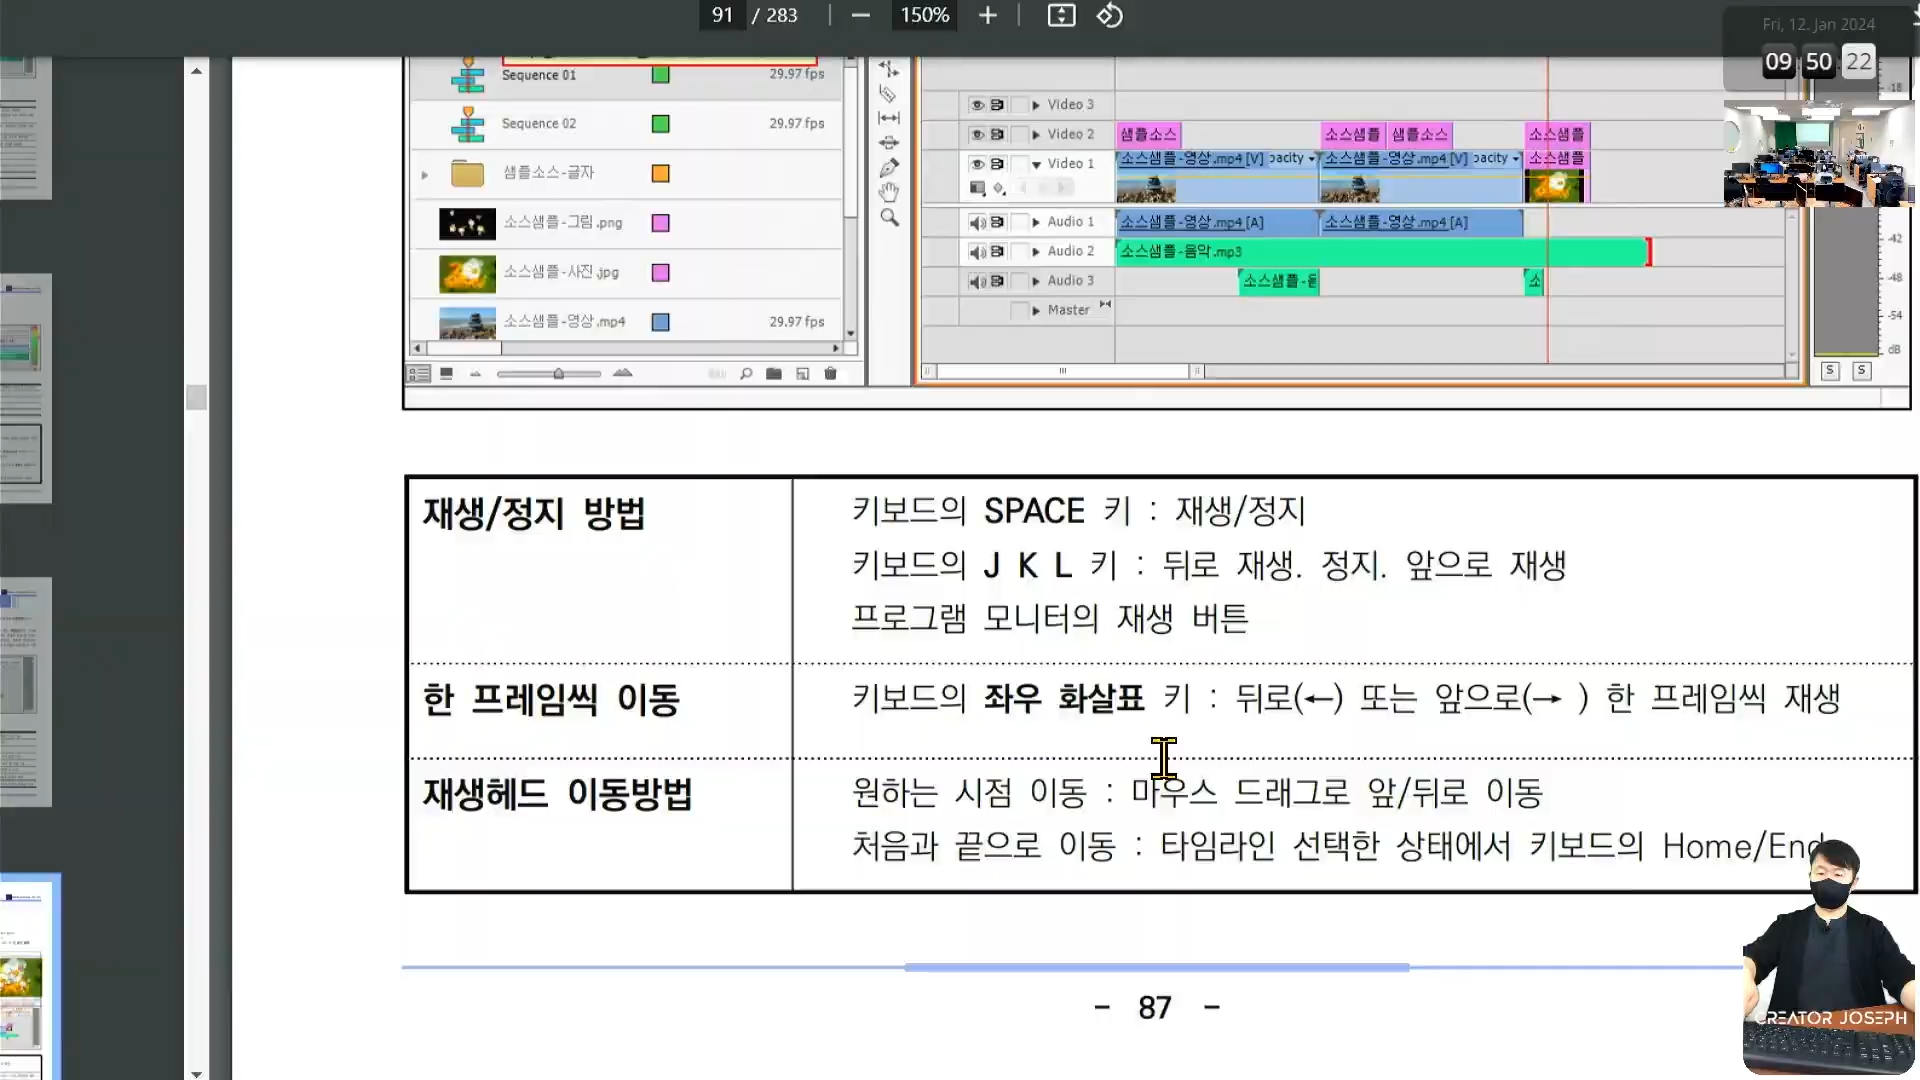 91 / 283
150%
Fri, 12. Jan 2024
09 50 22
Sequence 01 29.97 fps
Sequence 02 29.97 fps
샘플소스-글자
소스샘플-그림.png
소스샘플-사진.jpg
소스샘플-영상.mp4 29.97 fps
Video 3
Video 2 샘플소스 소스샘플 샘플소스 소스샘플
Video 1 소스샘플-영상.mp4 [V] pacity 소스샘플-영상.mp4 [V] pacity 소스샘플
Audio 1 소스샘플-영상.mp4 [A] 소스샘플-영상.mp4 [A]
Audio 2 소스샘플-음악.mp3
Audio 3 소스샘플- 소
Master
-18
-42
-48
-54
dB
S S
재생/정지 방법
키보드의 SPACE 키 : 재생/정지
키보드의 J K L 키 : 뒤로 재생. 정지. 앞으로 재생
프로그램 모니터의 재생 버튼
한 프레임씩 이동
키보드의 좌우 화살표 키 : 뒤로(←) 또는 앞으로(→ ) 한 프레임씩 재생
재생헤드 이동방법
원하는 시점 이동 : 마우스 드래그로 앞/뒤로 이동
처음과 끝으로 이동 : 타임라인 선택한 상태에서 키보드의 Home/End
- 87 -
CREATOR JOSEPH